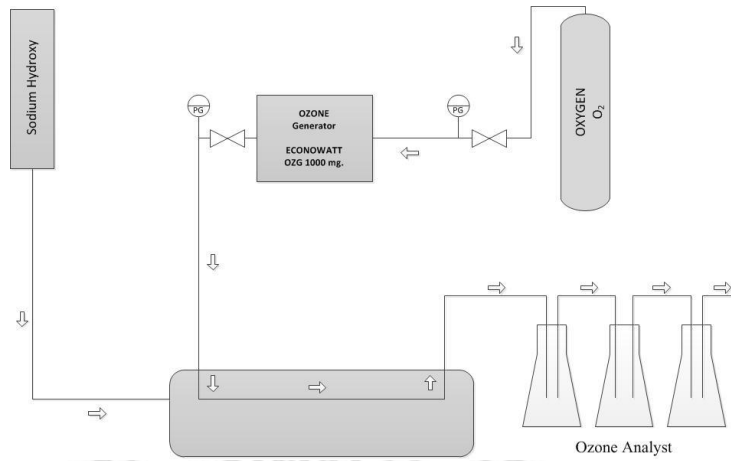 Sodium Hydroxy
PG
OZONE
Generator
ECONOWATT
OZG 1000 mg.
PG
OXYGEN
O2
Ozone Analyst